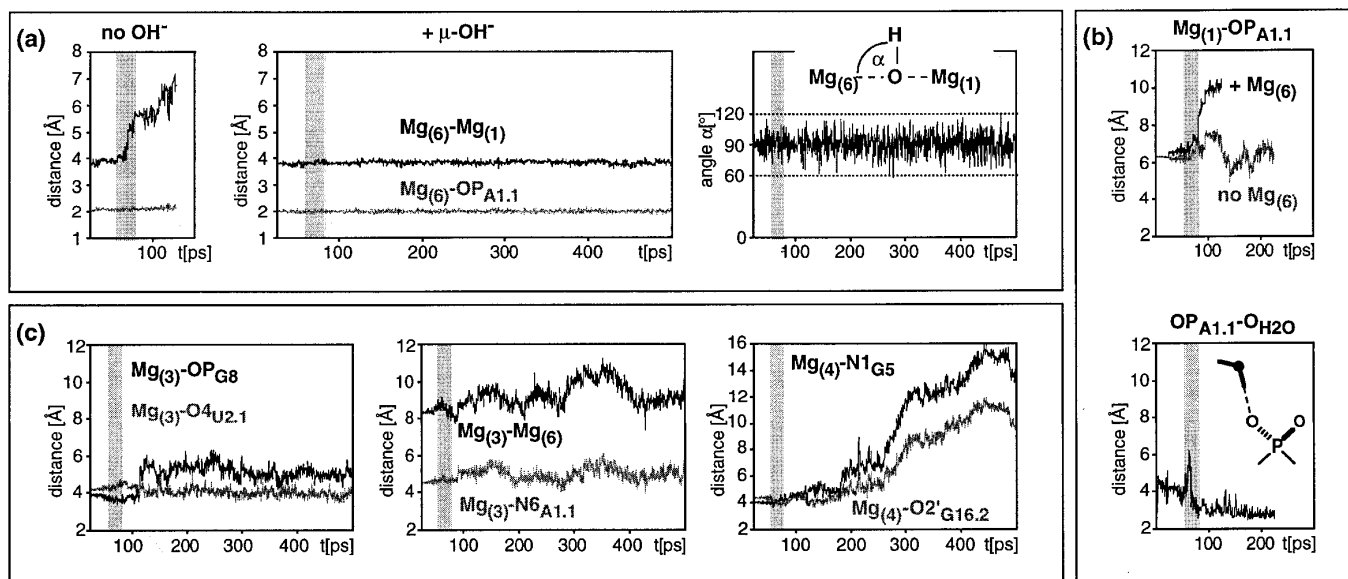 (a)
no OH⁻
distance [Å]
8
7
6
5
4
3
2
1
100
t[ps]
+ μ-OH⁻
distance [Å]
8
7
6
5
4
3
2
1
Mg(6)-Mg(1)
Mg(6)-OPA1.1
100 200 300 400 t[ps]
H
α
Mg(6) O Mg(1)
angle α[°]
120
90
60
0
100 200 300 400 t[ps]
(b)
Mg(1)-OPA1.1
distance [Å]
12
10
8
6
4
2
+ Mg(6)
no Mg(6)
200
t[ps]
OPA1.1-OH2O
distance [Å]
12
10
8
6
4
2
O
O
P
200
t[ps]
(c)
distance [Å]
12
10
8
6
4
2
Mg(3)-OPG8
Mg(3)-O4U2.1
100 200 300 400 t[ps]
distance [Å]
12
10
8
6
4
2
Mg(3)-Mg(6)
Mg(3)-N6A1.1
100 200 300 400 t[ps]
distance [Å]
16
14
12
10
8
6
4
2
Mg(4)-N1G5
Mg(4)-O2'G16.2
100 200 300 400 t[ps]